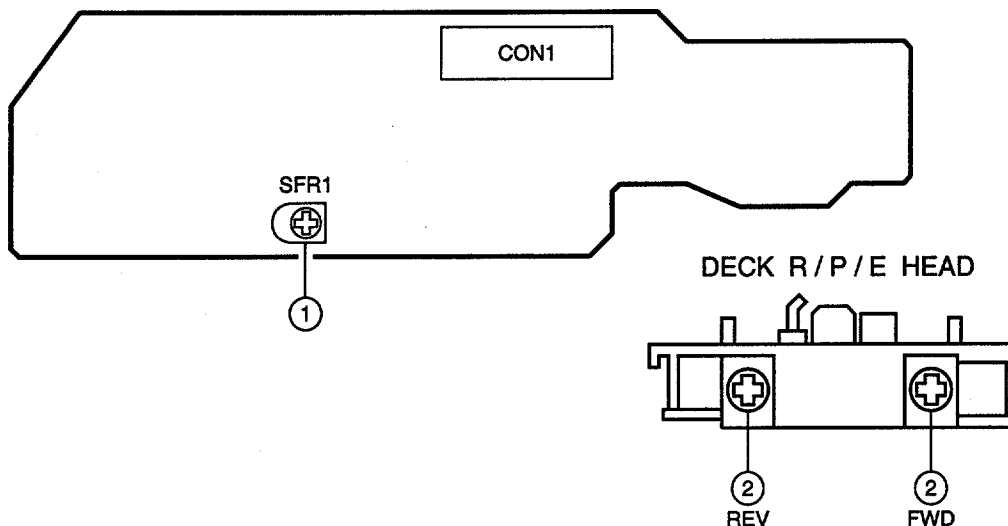 CON1
SFR1
1
DECK R / P / E HEAD
2 2
REV FWD